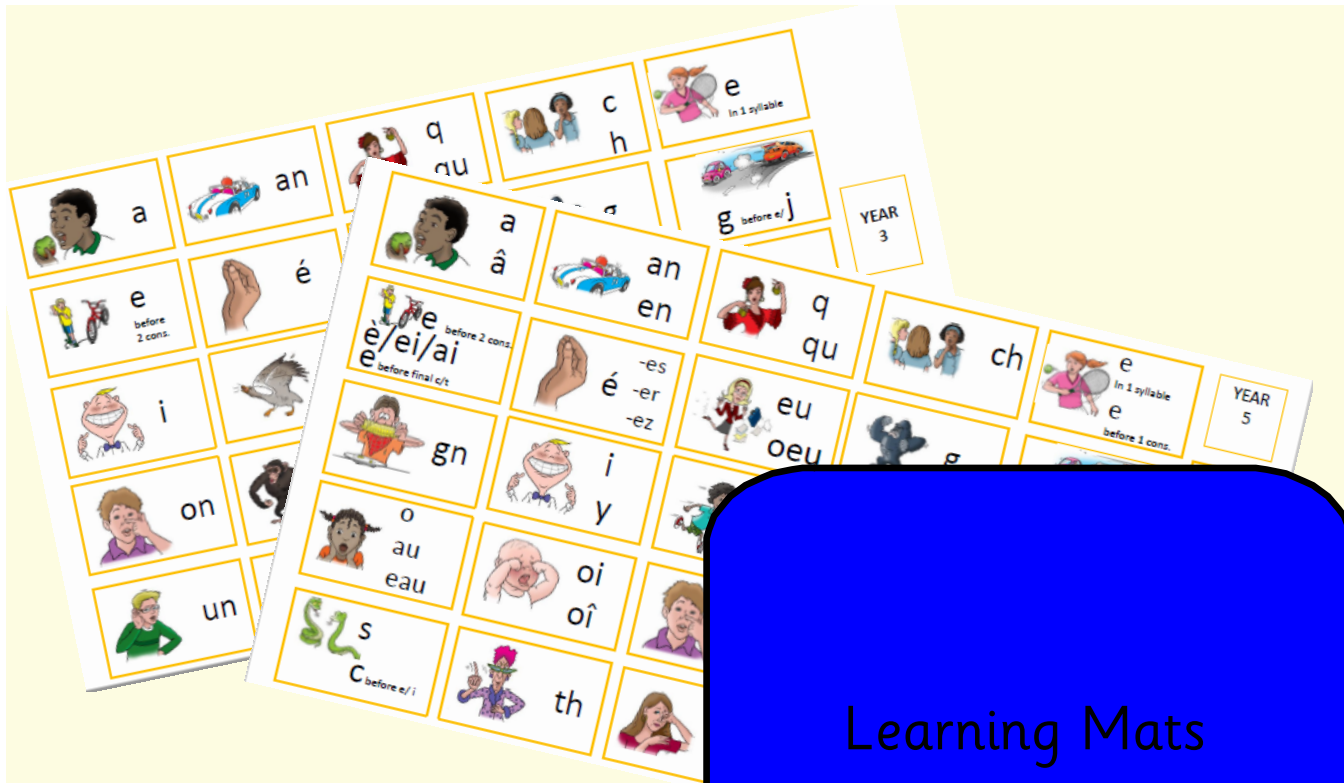 a
an
q
qu
c
h
e
In 1 syllable
e
before
2 cons.
é
g
g before e/ j
YEAR
3
i
on
un
a
â
an
en
q
qu
ch
e
In 1 syllable
e
before 1 cons.
YEAR
5
e before 2 cons.
è/ei/ai
e before final c/t
é
-es
-er
-ez
eu
oeu
g
gn
i
y
o
au
eau
oi
oî
s
c before e/ i
th
Learning Mats